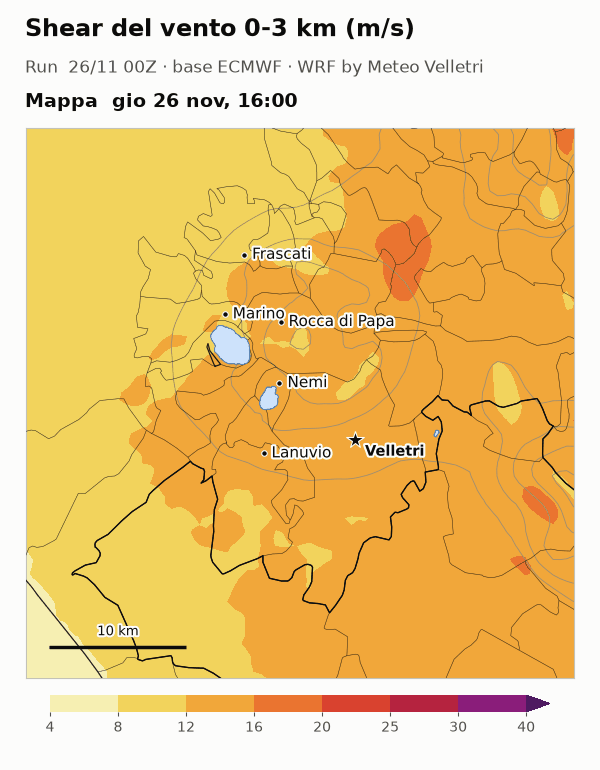 Shear del vento 0-3 km (m/s)
Run  26/11 00Z · base ECMWF · WRF by Meteo Velletri
Mappa  gio 26 nov, 16:00
Frascati
Marino
Rocca di Papa
Nemi
Velletri
Lanuvio
10 km
4 8 12 16 20 25 30 40